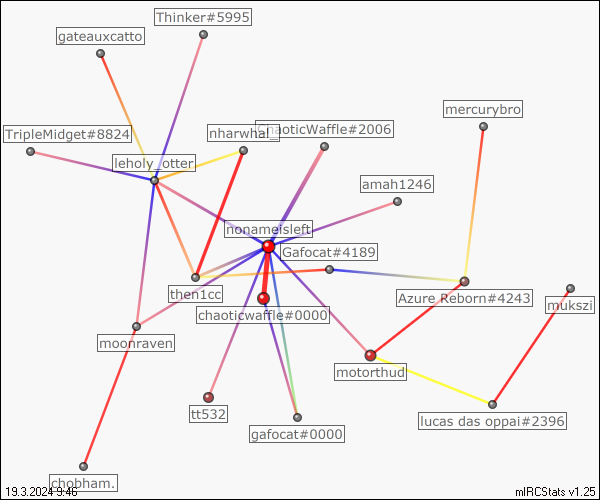 Thinker#5995
gateauxcatto
mercurybro
TripleMidget#8824
nharwhal_
ChaoticWaffle#2006
leholy_otter
amah1246
nonameisleft
Gafocat#4189
then1cc
Azure Reborn#4243
mukszi
chaoticwaffle#0000
moonraven
motorthud
tt532
lucas das oppai#2396
gafocat#0000
chobham.
19.3.2024 9:46
mIRCStats v1.25